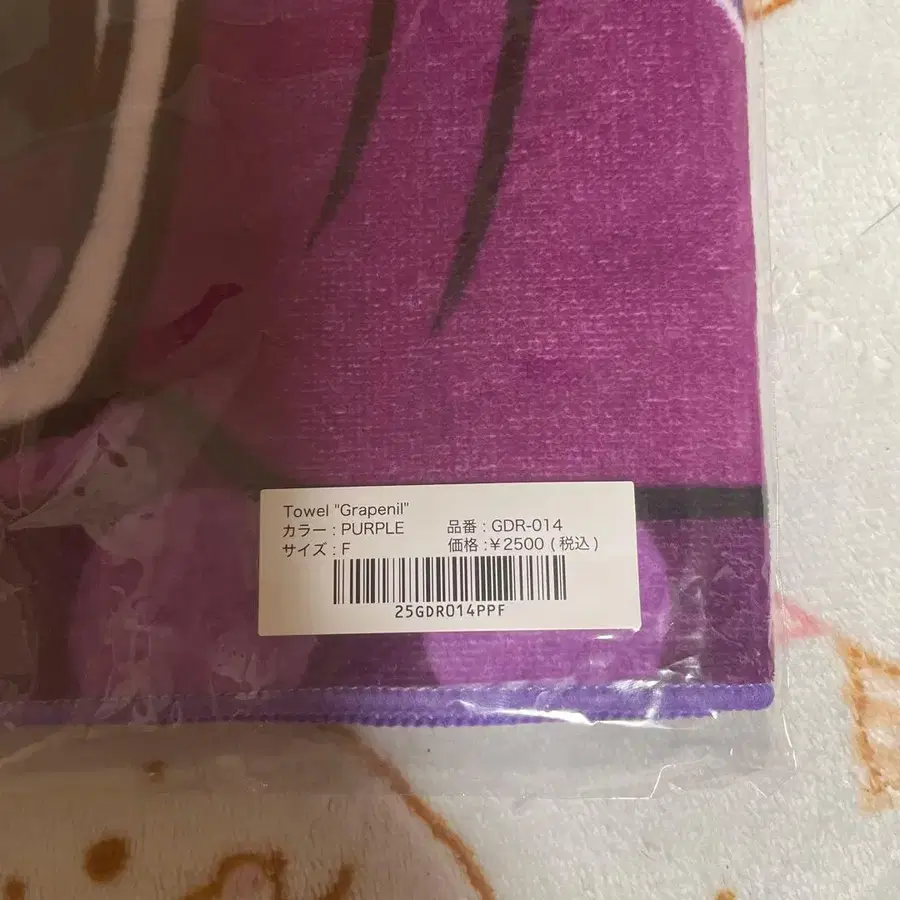 Towel "Grapenil"
カラー : PURPLE 品番 : GDR-014
サイズ : F 価格 :¥2500 (税込)
25GDR014PPF